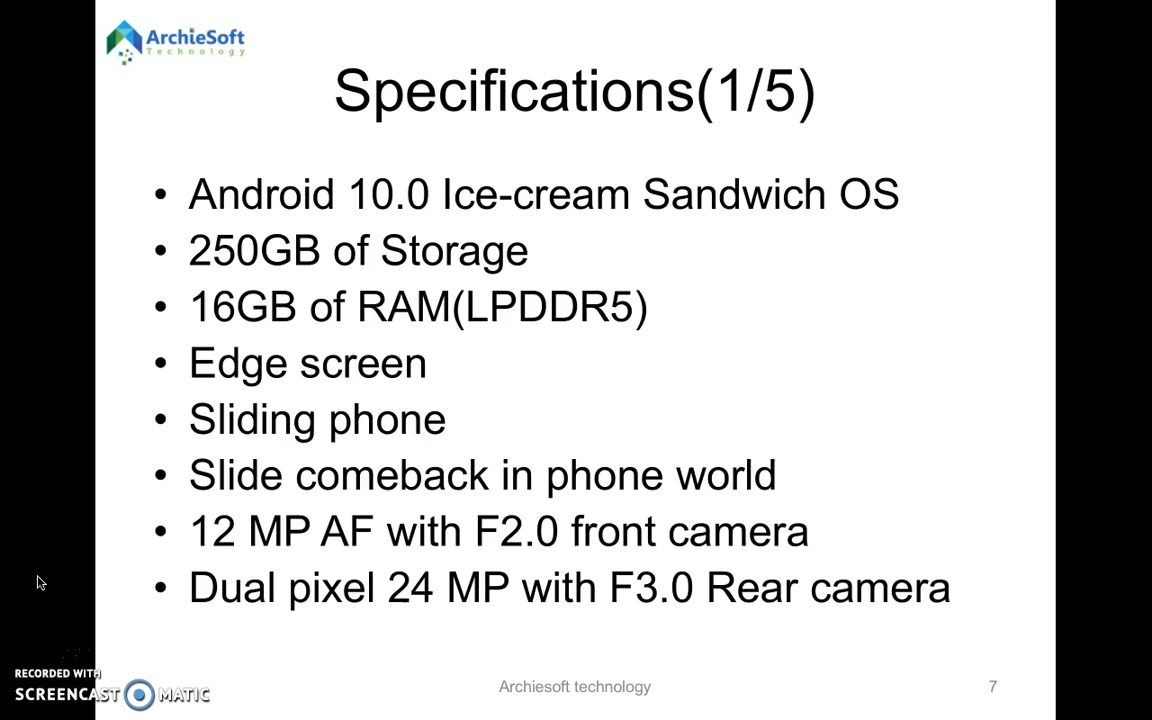 ArchieSoft
Technology
Specifications(1/5)
• Android 10.0 Ice-cream Sandwich OS
• 250GB of Storage
• 16GB of RAM(LPDDR5)
• Edge screen
• Sliding phone
• Slide comeback in phone world
• 12 MP AF with F2.0 front camera
• Dual pixel 24 MP with F3.0 Rear camera
RECORDED WITH
SCREENCAST MATIC
Archiesoft technology
7